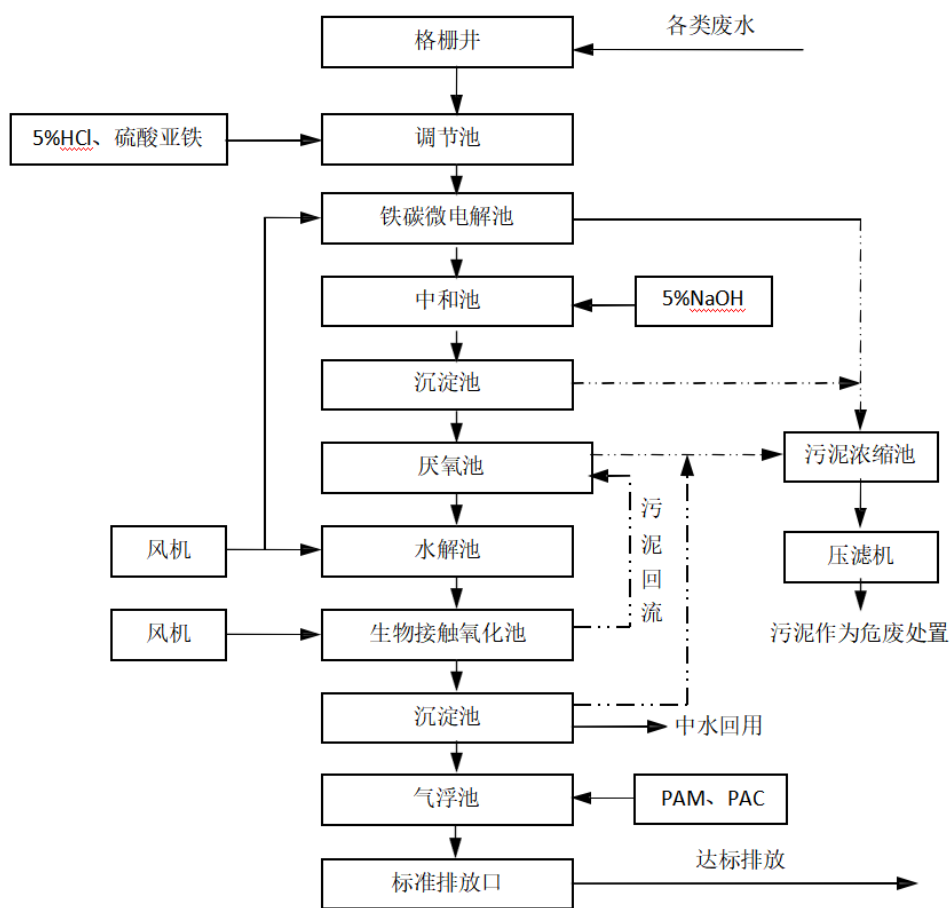 各类废水
格栅井
5%HCl、硫酸亚铁
调节池
铁碳微电解池
中和池
5%NaOH
沉淀池
厌氧池
污泥浓缩池
污泥回流
风机
水解池
压滤机
风机
生物接触氧化池
污泥作为危废处置
沉淀池
中水回用
气浮池
PAM、PAC
标准排放口
达标排放